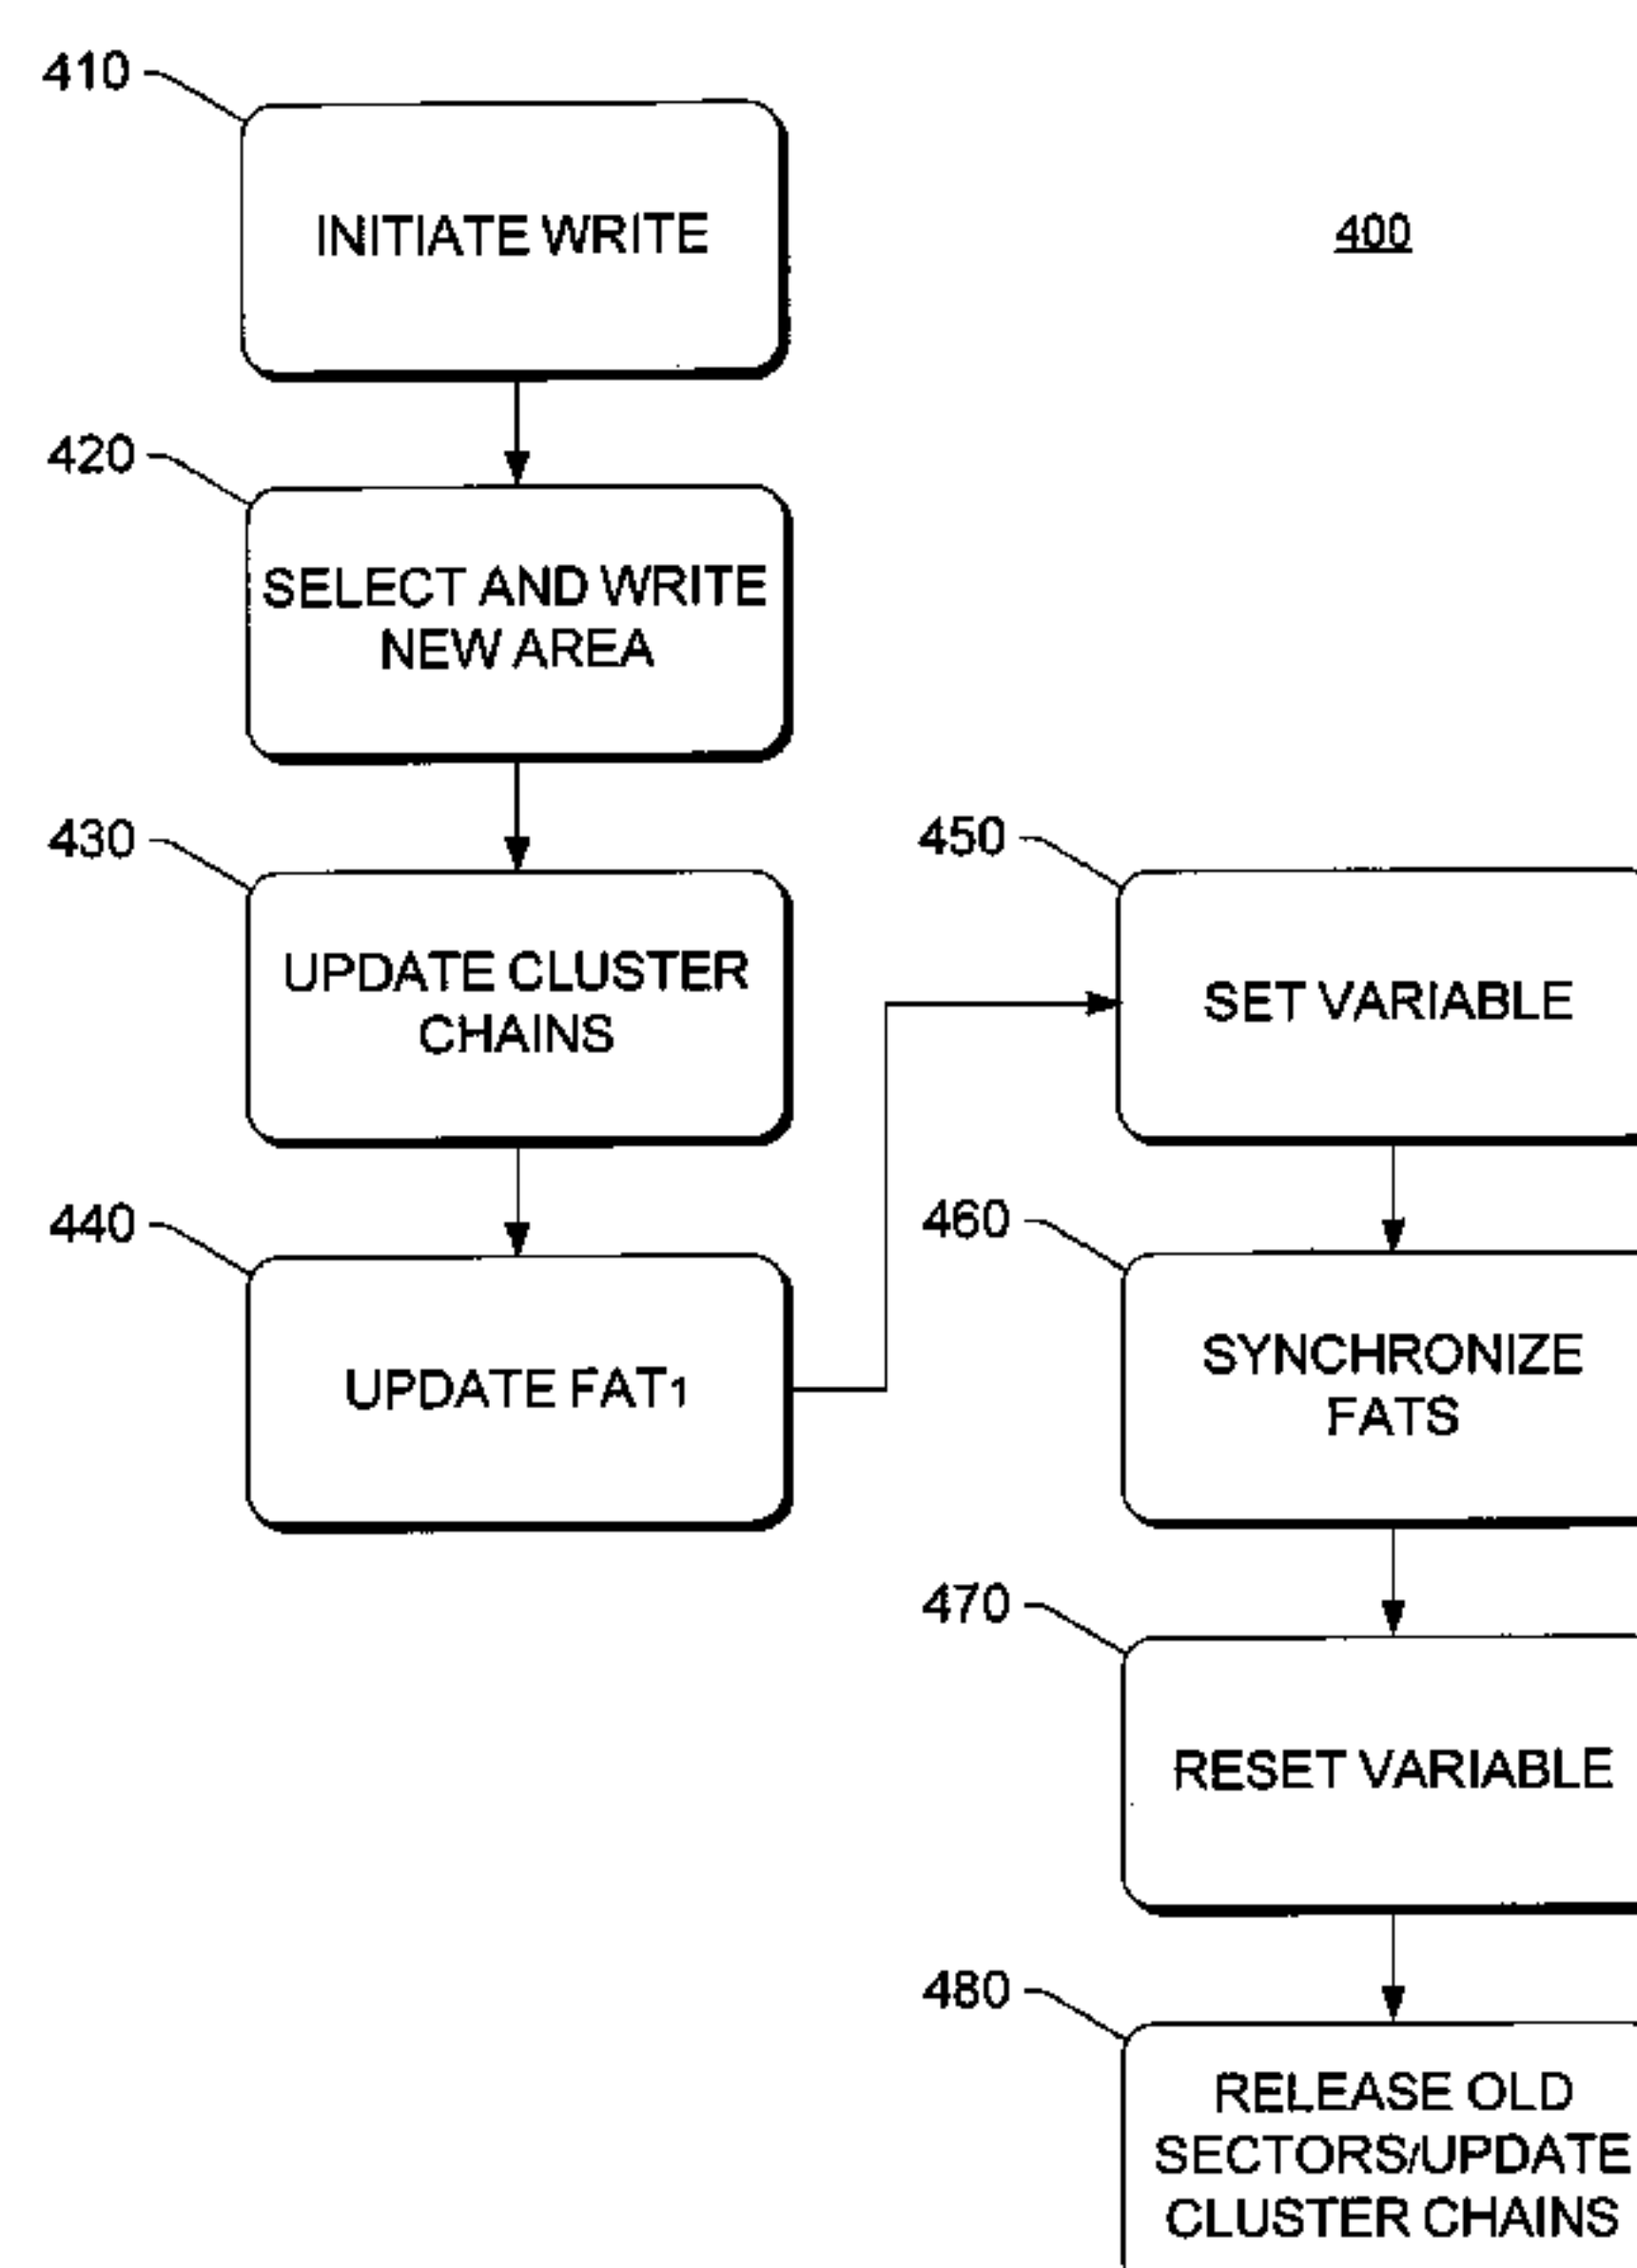 410
INITIATE WRITE
400
420
SELECT AND WRITE
NEW AREA
430
UPDATE CLUSTER
CHAINS
440
UPDATE FAT1
450
SET VARIABLE
460
SYNCHRONIZE
FATS
470
RESET VARIABLE
480
RELEASE OLD
SECTORS/UPDATE
CLUSTER CHAINS